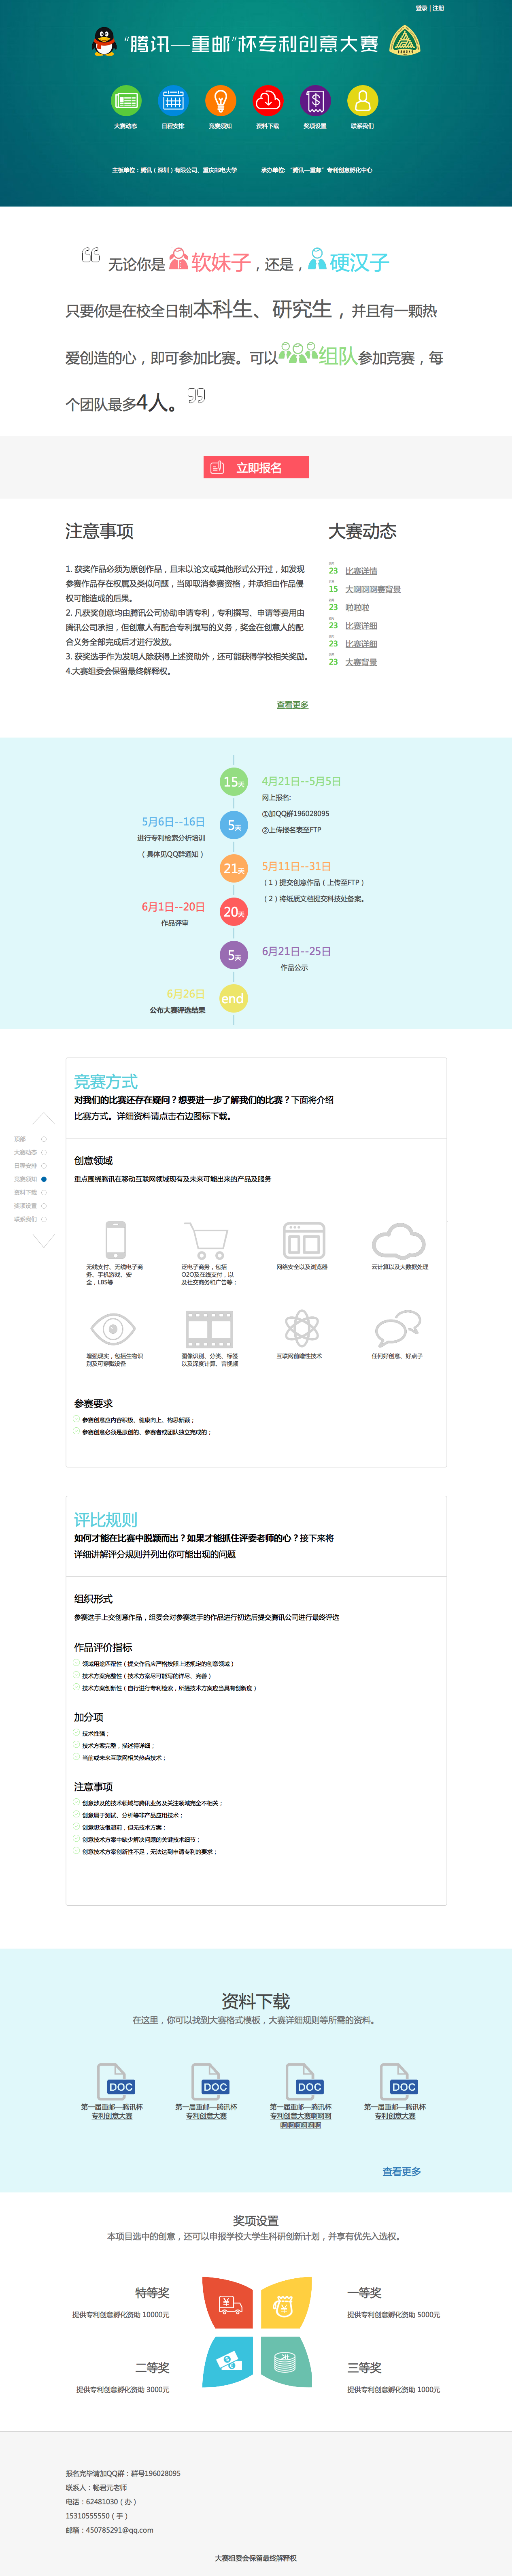 登录 | 注册
“腾讯—重邮”杯专利创意大赛
大赛动态 日程安排 竞赛须知 资料下载 奖项设置 联系我们
主板单位：腾讯（深圳）有限公司、重庆邮电大学 承办单位: “腾讯—重邮”专利创意孵化中心
无论你是软妹子，还是，硬汉子
只要你是在校全日制本科生、研究生，并且有一颗热
爱创造的心，即可参加比赛。可以组队参加竞赛，每
个团队最多4人。
立即报名
注意事项
1. 获奖作品必须为原创作品，且未以论文或其他形式公开过，如发现
参赛作品存在权属及类似问题，当即取消参赛资格，并承担由作品侵
权可能造成的后果。
2. 凡获奖创意均由腾讯公司协助申请专利，专利撰写、申请等费用由
腾讯公司承担，但创意人有配合专利撰写的义务，奖金在创意人的配
合义务全部完成后才进行发放。
3. 获奖选手作为发明人除获得上述资助外，还可能获得学校相关奖励。
4.大赛组委会保留最终解释权。
查看更多
大赛动态
23 比赛详情
15 大啊啊啊赛背景
23 啦啦啦
23 比赛详细
23 比赛详细
23 大赛背景
15天
4月21日--5月5日
网上报名:
①加QQ群196028095
②上传报名表至FTP
5月6日--16日
5天
进行专利检索分析培训
（具体见QQ群通知）
21天
5月11日--31日
（1）提交创意作品（上传至FTP）
（2）将纸质文档提交科技处备案。
6月1日--20日
20天
作品评审
5天
6月21日--25日
作品公示
6月26日
end
公布大赛评选结果
顶部
大赛动态
日程安排
竞赛须知
资料下载
奖项设置
联系我们
竞赛方式
对我们的比赛还存在疑问？想要进一步了解我们的比赛？下面将介绍
比赛方式。详细资料请点击右边图标下载。
创意领域
重点围绕腾讯在移动互联网领域现有及未来可能出来的产品及服务
无线支付、无线电子商
务、手机游戏、安
全，LBS等
泛电子商务，包括
O2O及在线支付，以
及社交商务和广告等；
网络安全以及浏览器
云计算以及大数据处理
增强现实，包括生物识
别及可穿戴设备
图像识别、分类、标签
以及深度计算、音视频
互联网前瞻性技术
任何好创意、好点子
参赛要求
参赛创意应内容积极、健康向上、构思新颖；
参赛创意必须是原创的、参赛者或团队独立完成的；
评比规则
如何才能在比赛中脱颖而出？如果才能抓住评委老师的心？接下来将
详细讲解评分规则并列出你可能出现的问题
组织形式
参赛选手上交创意作品，组委会对参赛选手的作品进行初选后提交腾讯公司进行最终评选
作品评价指标
领域用途匹配性（提交作品应严格按照上述规定的创意领域）
技术方案完整性（技术方案尽可能写的详尽、完善）
技术方案创新性（自行进行专利检索，所提技术方案应当具有创新度）
加分项
技术性强；
技术方案完整，描述得详细；
当前或未来互联网相关热点技术；
注意事项
创意涉及的技术领域与腾讯业务及关注领域完全不相关；
创意属于测试、分析等非产品应用技术；
创意想法很超前，但无技术方案；
创意技术方案中缺少解决问题的关键技术细节；
创意技术方案创新性不足，无法达到申请专利的要求；
资料下载
在这里，你可以找到大赛格式模板，大赛详细规则等所需的资料。
DOC DOC DOC DOC
第一届重邮—腾讯杯
专利创意大赛
第一届重邮—腾讯杯
专利创意大赛
第一届重邮—腾讯杯
专利创意大赛啊啊啊
啊啊啊啊啊啊
第一届重邮—腾讯杯
专利创意大赛
查看更多
奖项设置
本项目选中的创意，还可以申报学校大学生科研创新计划，并享有优先入选权。
特等奖
提供专利创意孵化资助 10000元
一等奖
提供专利创意孵化资助 5000元
二等奖
提供专利创意孵化资助 3000元
三等奖
提供专利创意孵化资助 1000元
报名完毕请加QQ群：群号196028095
联系人：畅君元老师
电话：62481030（办）
15310555550（手）
邮箱：450785291@qq.com
大赛组委会保留最终解释权